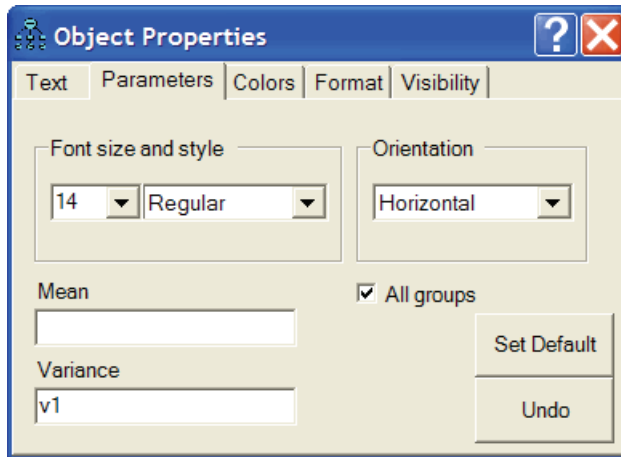 Object Properties
Text Parameters Colors Format Visibility
Font size and style
14 Regular
Orientation
Horizontal
Mean
All groups
Variance
v1
Set Default
Undo